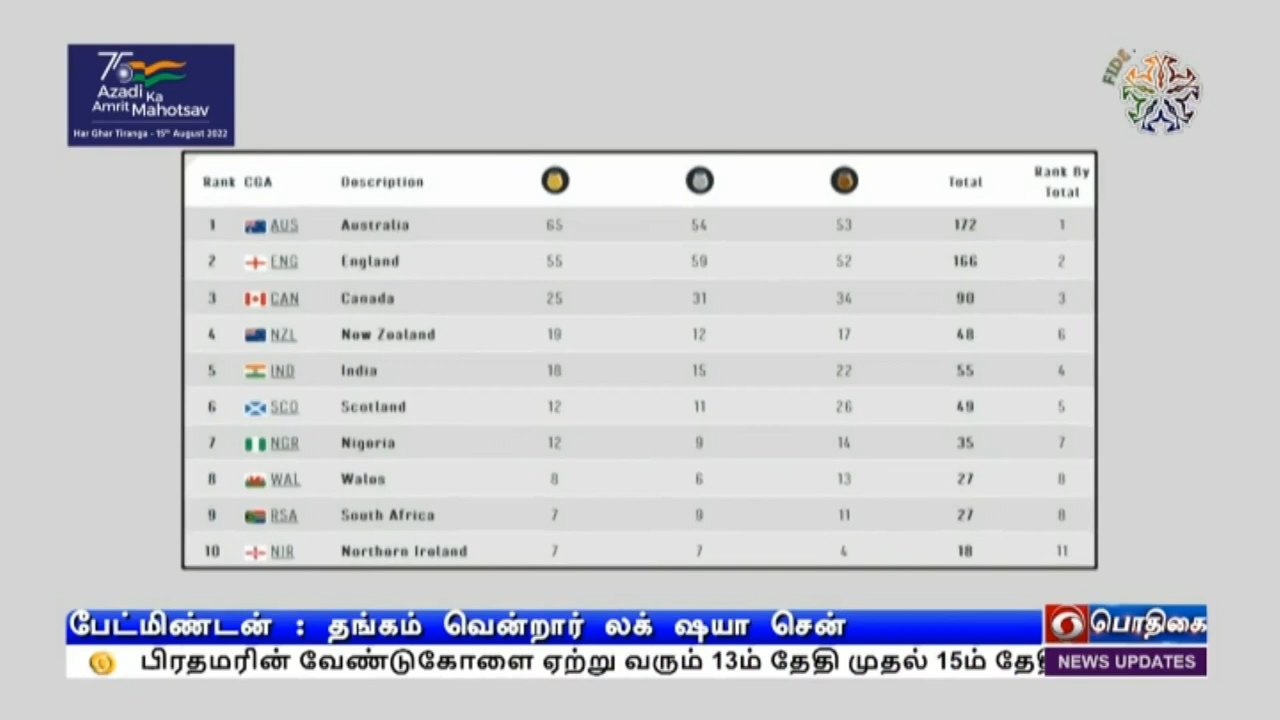 75
Azadi Ka
Amrit Mahotsav
Har Ghar Tiranga - 15th August 2022
FIDE
Rank CGA Description Total Rank By Total
1 AUS Australia 65 54 53 172 1
2 ENG England 55 59 52 166 2
3 CAN Canada 25 31 34 90 3
4 NZL New Zealand 19 12 17 48 6
5 IND India 18 15 22 55 4
6 SCO Scotland 12 11 26 49 5
7 NGR Nigeria 12 9 14 35 7
8 WAL Wales 8 6 13 27 8
9 RSA South Africa 7 9 11 27 8
10 NIR Northern Ireland 7 7 4 18 11
பேட்மிண்டன் : தங்கம் வென்றார் லக் ஷயா சென்
பொதிகை
பிரதமரின் வேண்டுகோளை ஏற்று வரும் 13ம் தேதி முதல் 15ம்
NEWS UPDATES